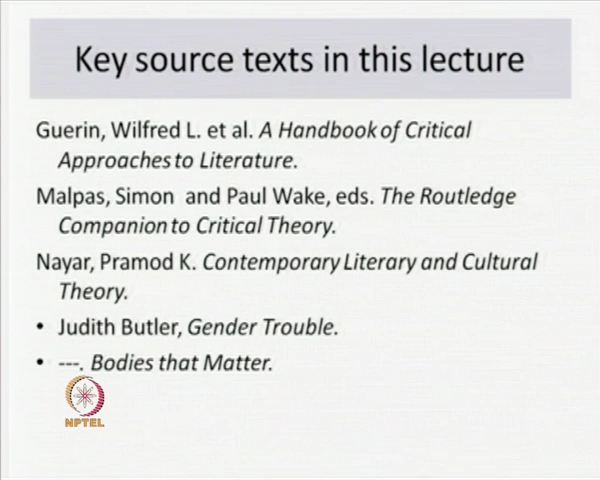 Key source texts in this lecture
Guerin, Wilfred L. et al. A Handbook of Critical
Approaches to Literature.
Malpas, Simon and Paul Wake, eds. The Routledge
Companion to Critical Theory.
Nayar, Pramod K. Contemporary Literary and Cultural
Theory.
• Judith Butler, Gender Trouble.
• ---. Bodies that Matter.
NPTEL